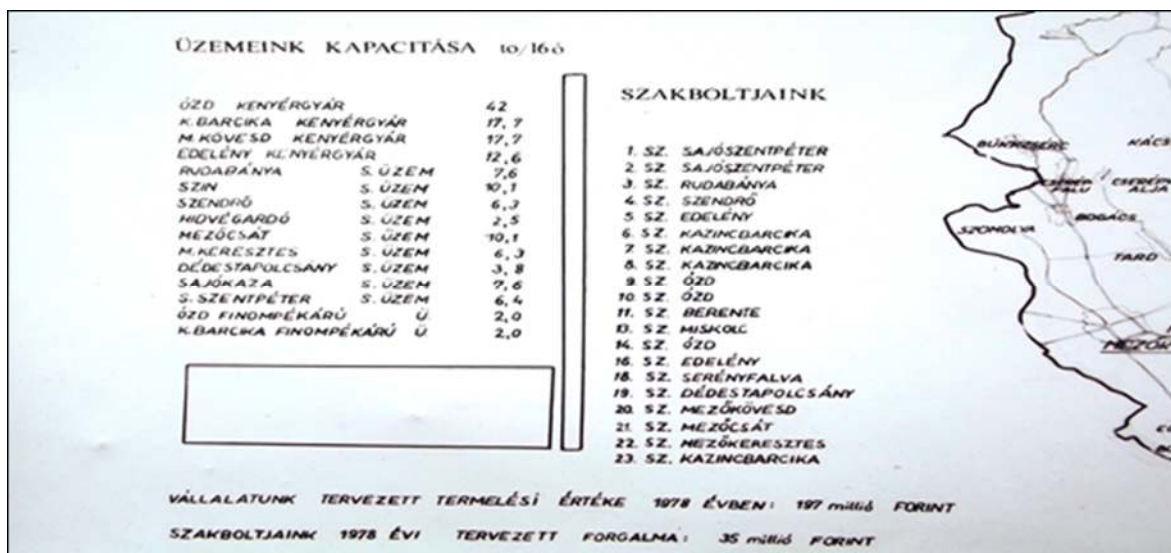 ÜZEMEINK KAPACITÁSA to/16ó
ÓZD KENYÉRGYÁR 42
K.BARCIKA KENYÉRGYÁR 17,7
M.KÖVESD KENYÉRGYÁR 17,7
EDELÉNY KENYÉRGYÁR 12,6
RUDABÁNYA S.ÜZEM 7,6
SZIN S.ÜZEM 10,1
SZENDRŐ S.ÜZEM 6,3
HIDVÉGARDÓ S.ÜZEM 2,5
MEZŐCSÁT S.ÜZEM 10,1
M.KERESZTES S.ÜZEM 6,3
DÉDESTAPOLCSÁNY S.ÜZEM 3,8
SAJÓKAZA S.ÜZEM 7,6
S.SZENTPÉTER S.ÜZEM 6,4
ÓZD FINOMPÉKÁRÚ Ü. 2,0
K.BARCIKA FINOMPÉKÁRÚ Ü. 2,0
SZAKBOLTJAINK
1. SZ. SAJÓSZENTPÉTER
2. SZ. SAJÓSZENTPÉTER
3. SZ. RUDABÁNYA
4. SZ. SZENDRŐ
5. SZ. EDELÉNY
6. SZ. KAZINCBARCIKA
7. SZ. KAZINCBARCIKA
8. SZ. KAZINCBARCIKA
9. SZ. ÓZD
10. SZ. ÓZD
11. SZ. BERENTE
13. SZ. MISKOLC
14. SZ. ÓZD
16. SZ. EDELÉNY
18. SZ. SERÉNYFALVA
19. SZ. DÉDESTAPOLCSÁNY
20. SZ. MEZŐKÖVESD
21. SZ. MEZŐCSÁT
22. SZ. MEZŐKERESZTES
23. SZ. KAZINCBARCIKA
VÁLLALATUNK TERVEZETT TERMELÉSI ÉRTÉKE 1978 ÉVBEN: 197 millió FORINT
SZAKBOLTJAINK 1978 ÉVI TERVEZETT FORGALMA: 35 millió FORINT
KÁCS
CSERÉP
FALU
BOGÁCS
SZOMOLYA
TARD